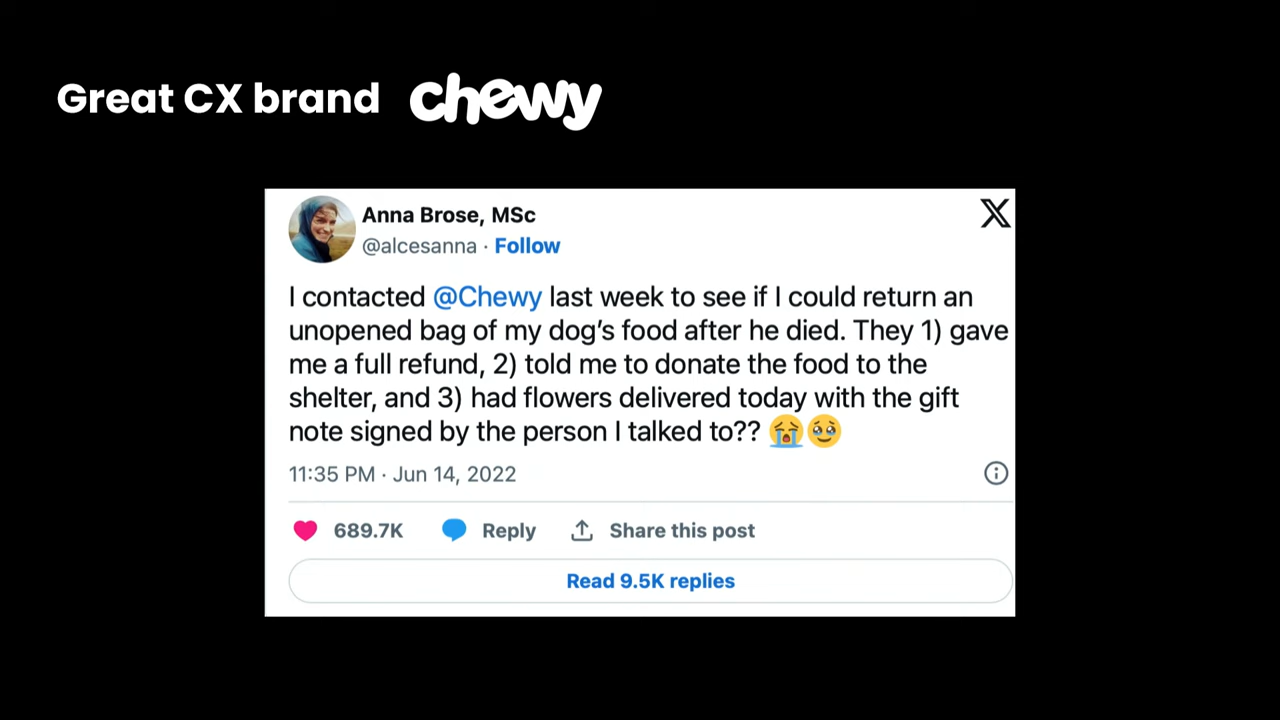 Great CX brand chewy
Anna Brose, MSc
@alcesanna · Follow
I contacted @Chewy last week to see if I could return an
unopened bag of my dog’s food after he died. They 1) gave
me a full refund, 2) told me to donate the food to the
shelter, and 3) had flowers delivered today with the gift
note signed by the person I talked to?? 😭🥹
11:35 PM · Jun 14, 2022
689.7K Reply Share this post
Read 9.5K replies